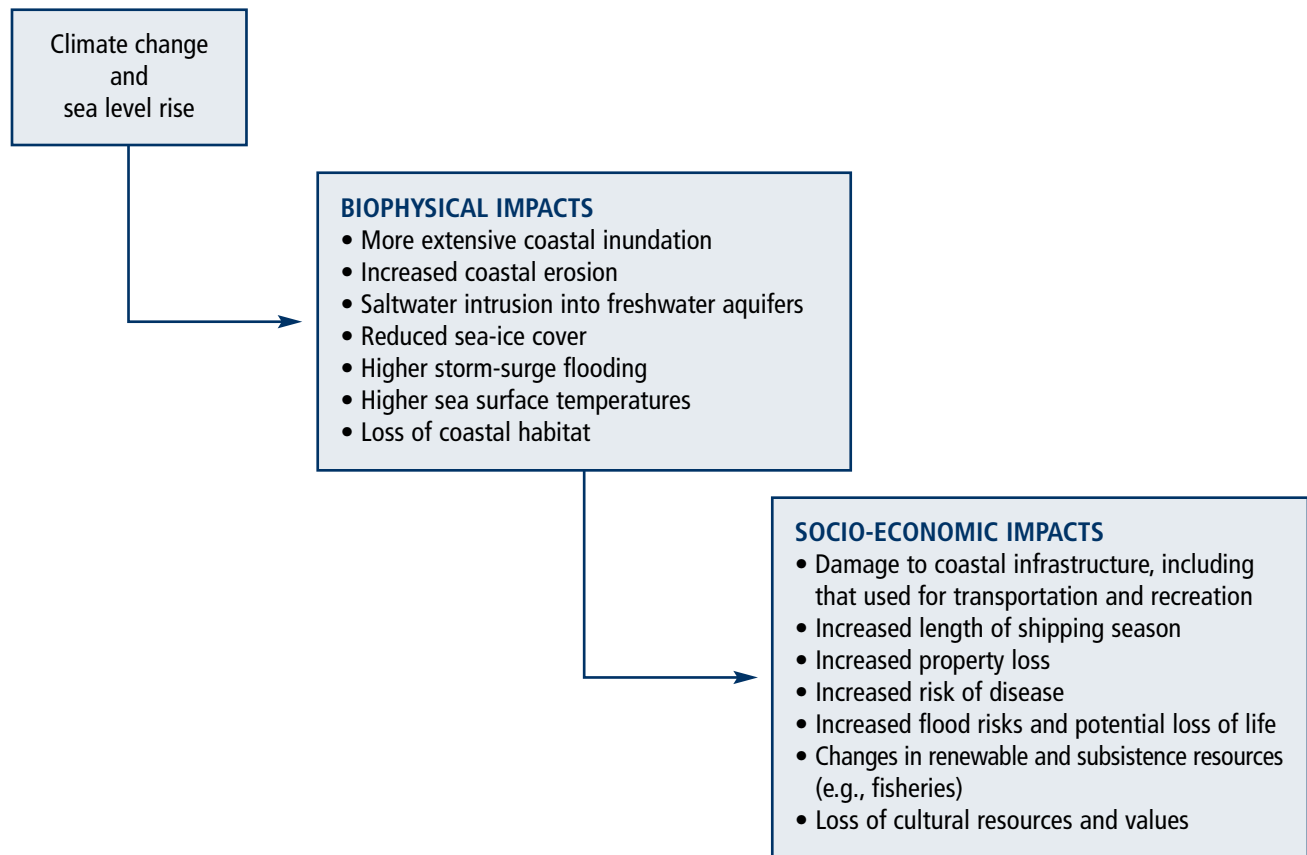 Climate change
and
sea level rise
BIOPHYSICAL IMPACTS
• More extensive coastal inundation
• Increased coastal erosion
• Saltwater intrusion into freshwater aquifers
• Reduced sea-ice cover
• Higher storm-surge flooding
• Higher sea surface temperatures
• Loss of coastal habitat
SOCIO-ECONOMIC IMPACTS
• Damage to coastal infrastructure, including
that used for transportation and recreation
• Increased length of shipping season
• Increased property loss
• Increased risk of disease
• Increased flood risks and potential loss of life
• Changes in renewable and subsistence resources
(e.g., fisheries)
• Loss of cultural resources and values